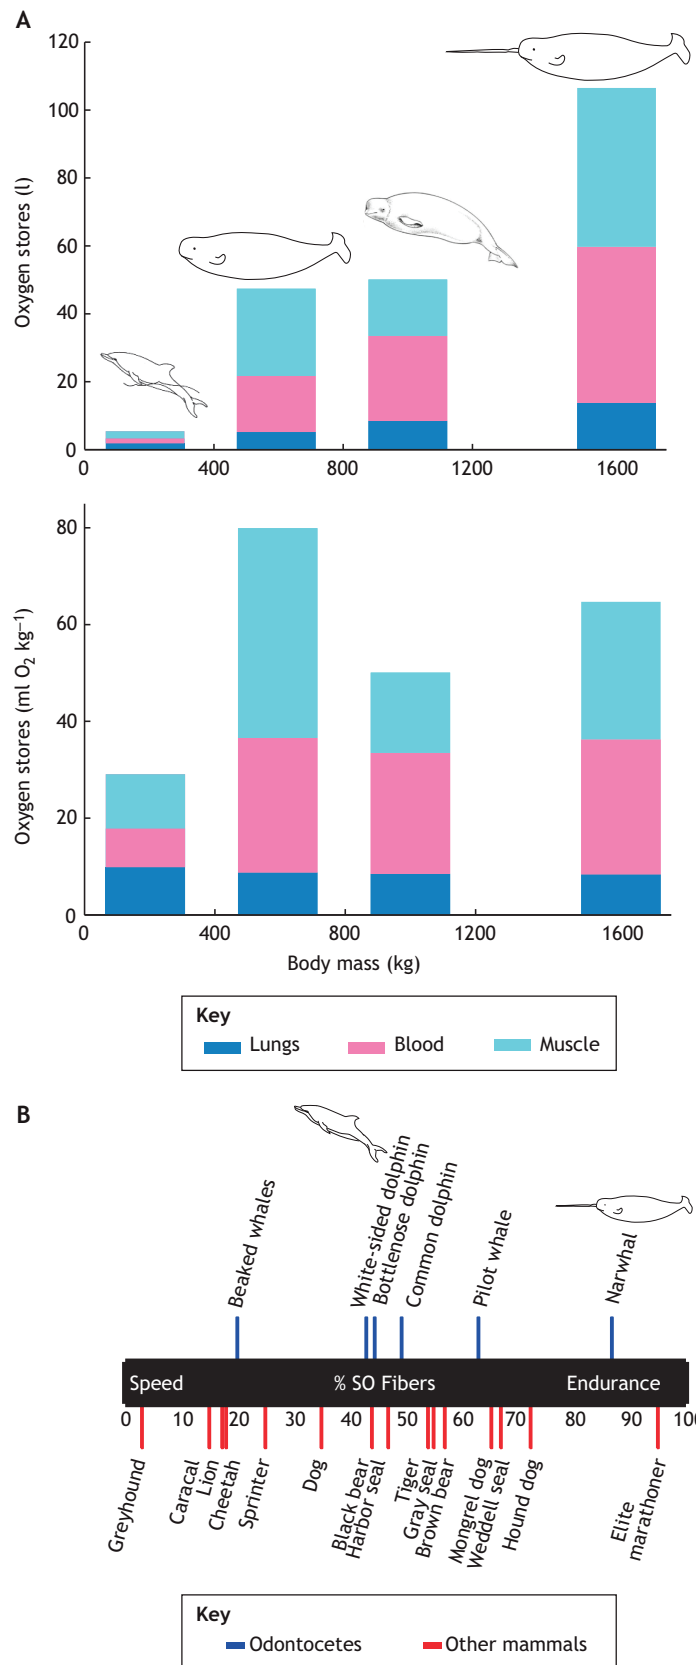 A
120
100
80
60
40
20
0
Oxygen stores (l)
0 400 800 1200 1600
80
60
40
20
0
Oxygen stores (ml O₂ kg⁻¹)
0 400 800 1200 1600
Body mass (kg)
Key
Lungs Blood Muscle
B
Beaked whales
White-sided dolphin
Bottlenose dolphin
Common dolphin
Pilot whale
Narwhal
Speed % SO Fibers Endurance
0 10 20 30 40 50 60 70 80 90 100
Greyhound
Caracal
Lion
Cheetah
Sprinter
Dog
Black bear
Harbor seal
Tiger
Gray seal
Brown bear
Mongrel dog
Weddell seal
Hound dog
Elite
marathoner
Key
Odontocetes Other mammals